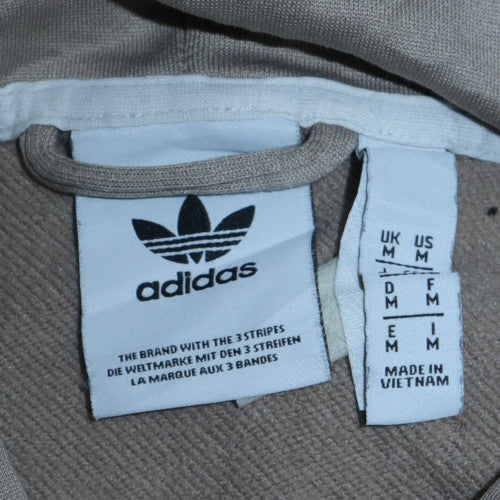 adidas
THE BRAND WITH THE 3 STRIPES
DIE WELTMARKE MIT DEN 3 STREIFEN
LA MARQUE AUX 3 BANDES
UK US
M M
D F
M M
E I
M M
MADE IN
VIETNAM